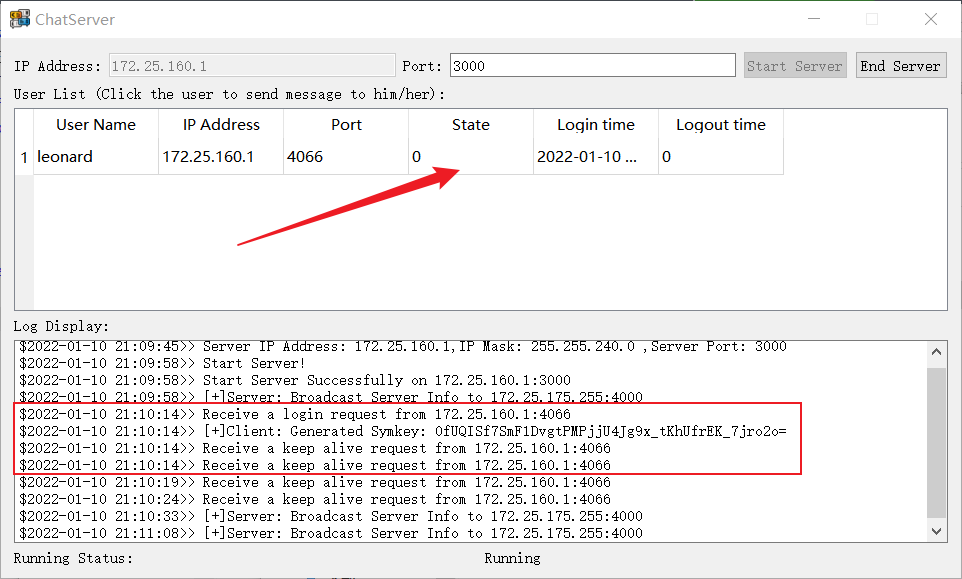 ChatServer
IP Address: 172.25.160.1 Port: 3000 Start Server End Server
User List (Click the user to send message to him/her):
User Name IP Address Port State Login time Logout time
1 leonard 172.25.160.1 4066 0 2022-01-10 ... 0
Log Display:
$2022-01-10 21:09:45>> Server IP Address: 172.25.160.1,IP Mask: 255.255.240.0 ,Server Port: 3000
$2022-01-10 21:09:58>> Start Server!
$2022-01-10 21:09:58>> Start Server Successfully on 172.25.160.1:3000
$2022-01-10 21:09:58>> [+]Server: Broadcast Server Info to 172.25.175.255:4000
$2022-01-10 21:10:14>> Receive a login request from 172.25.160.1:4066
$2022-01-10 21:10:14>> [+]Client: Generated Symkey: OfUQISf7SmF1DvgtPMPjjU4Jg9x_tKhUfrEK_7jro2o=
$2022-01-10 21:10:14>> Receive a keep alive request from 172.25.160.1:4066
$2022-01-10 21:10:14>> Receive a keep alive request from 172.25.160.1:4066
$2022-01-10 21:10:19>> Receive a keep alive request from 172.25.160.1:4066
$2022-01-10 21:10:24>> Receive a keep alive request from 172.25.160.1:4066
$2022-01-10 21:10:33>> [+]Server: Broadcast Server Info to 172.25.175.255:4000
$2022-01-10 21:11:08>> [+]Server: Broadcast Server Info to 172.25.175.255:4000
Running Status: Running